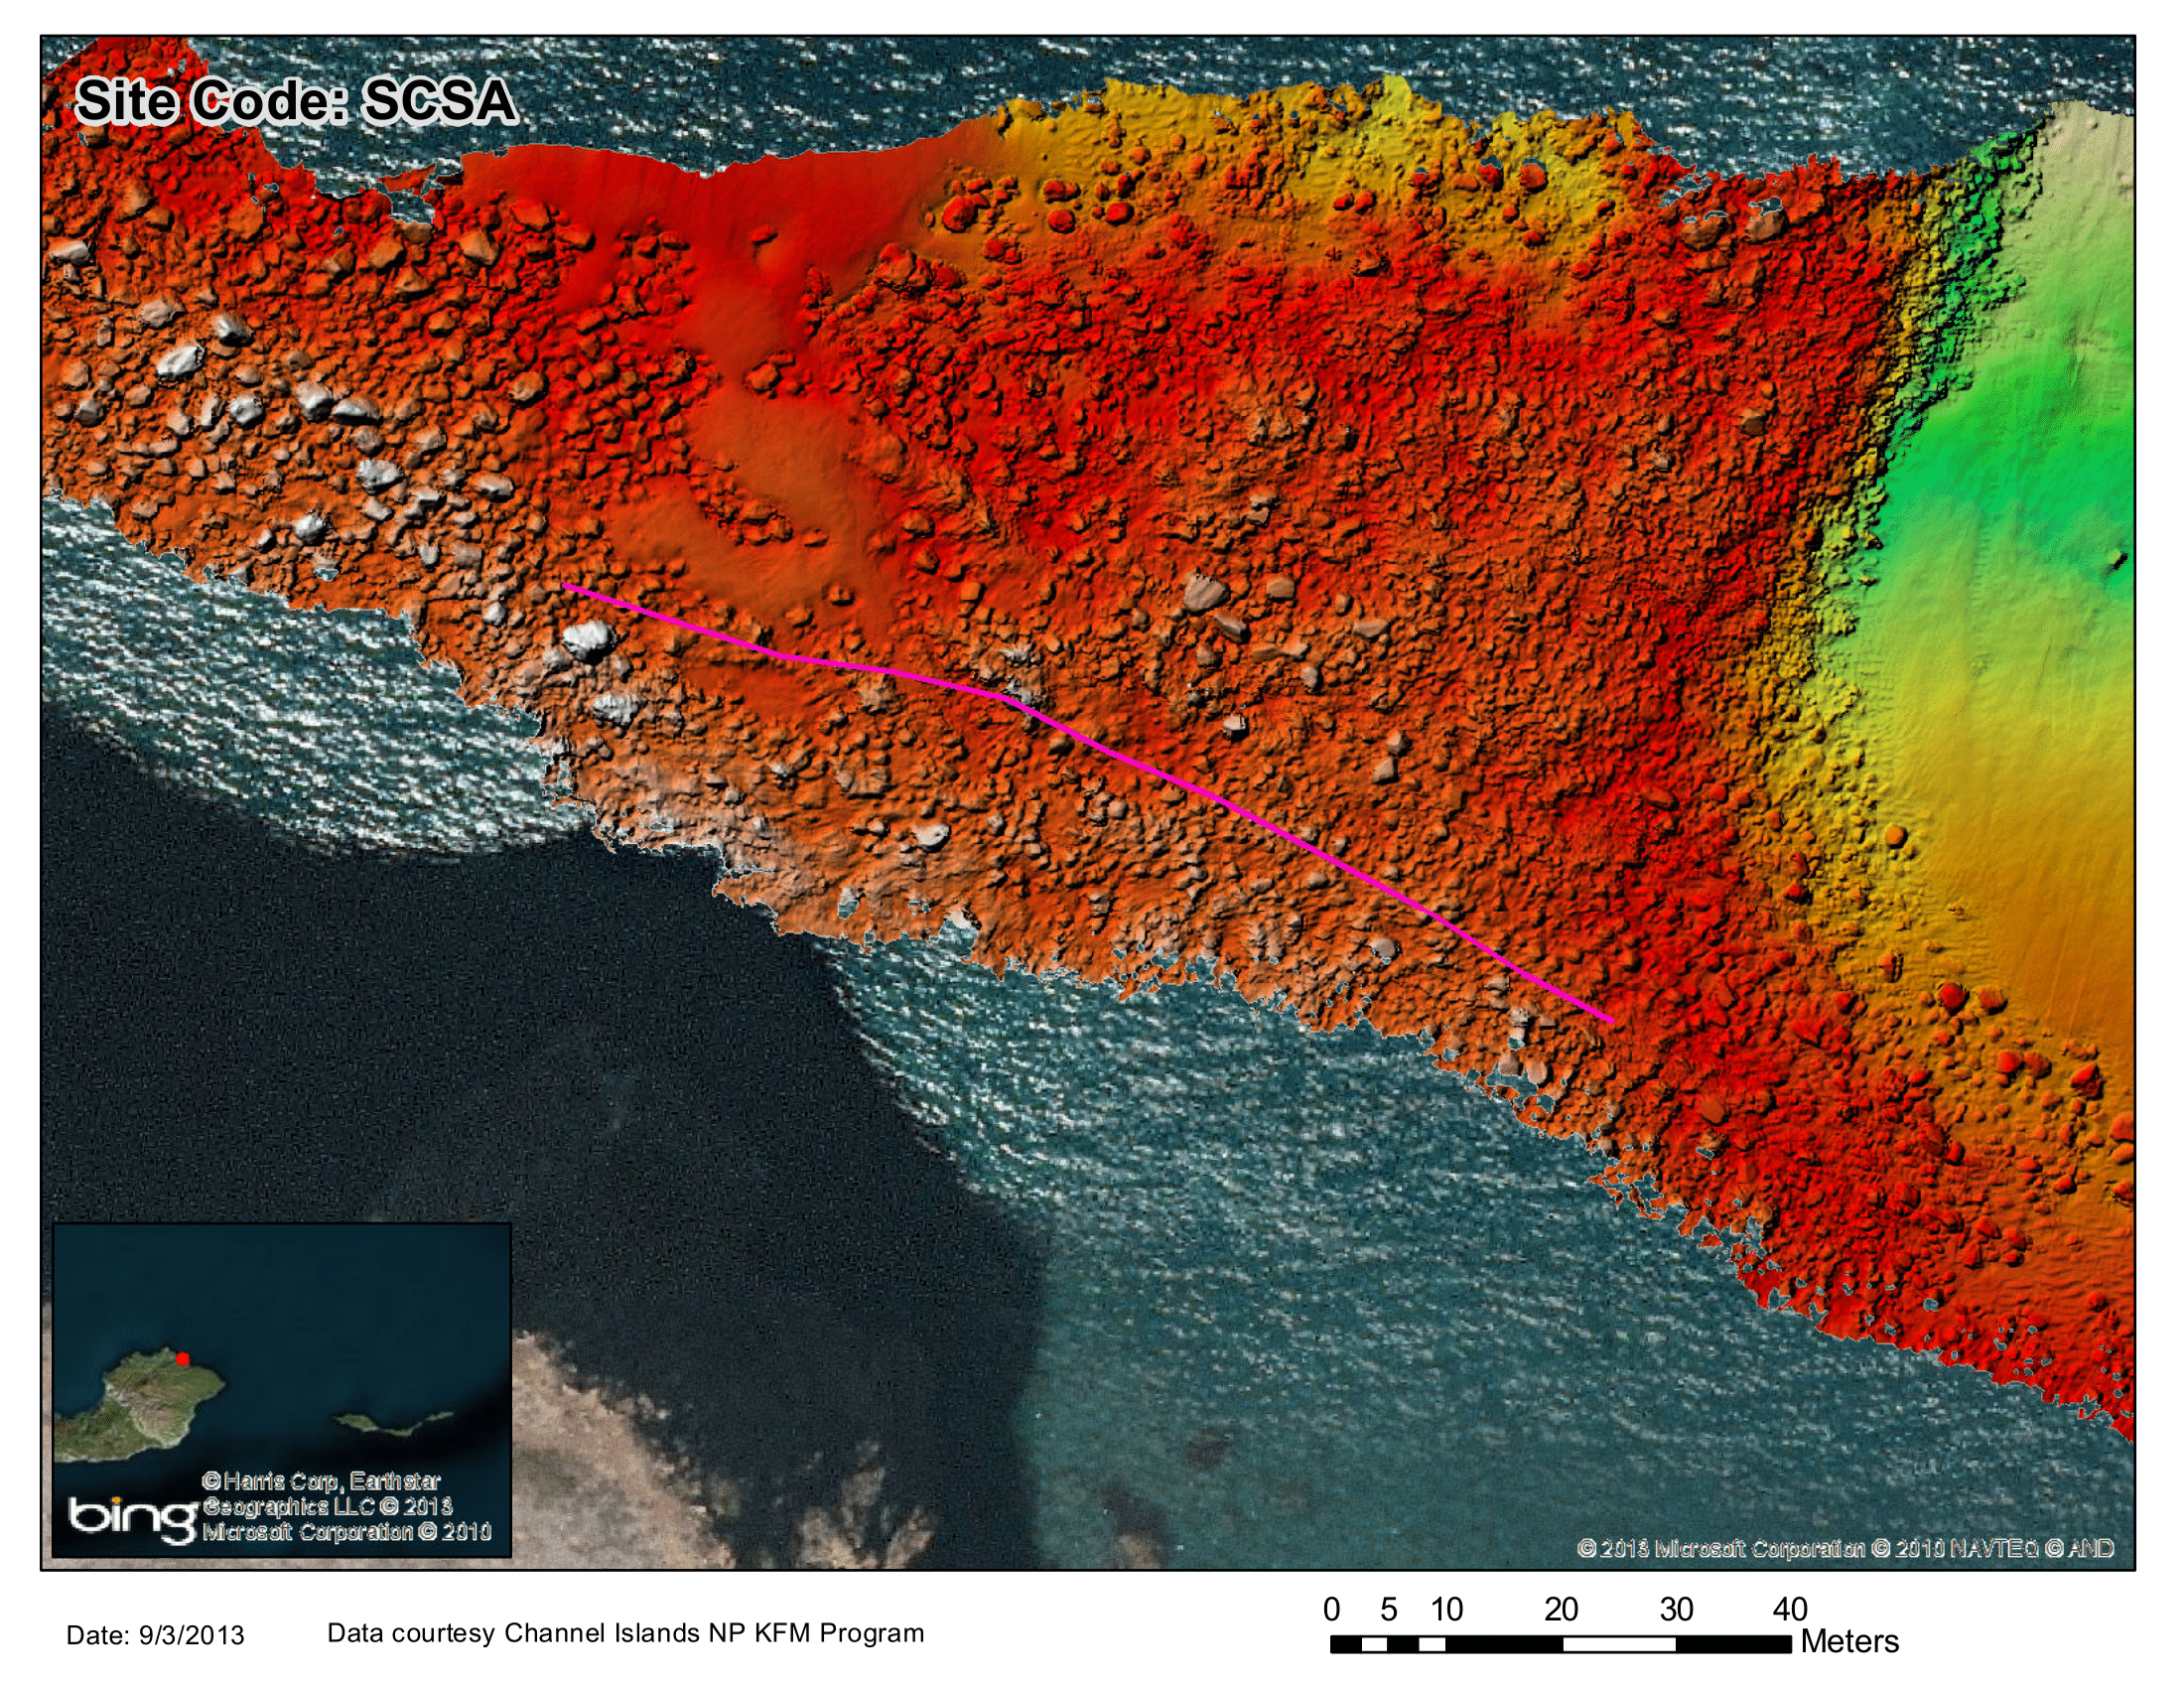 Site Code: SCSA
©Harris Corp, Earthstar
Geographics LLC © 2013
Microsoft Corporation © 2010
bing
© 2013 Microsoft Corporation © 2010 NAVTEQ © AND
0 5 10 20 30 40
Meters
Date: 9/3/2013
Data courtesy Channel Islands NP KFM Program